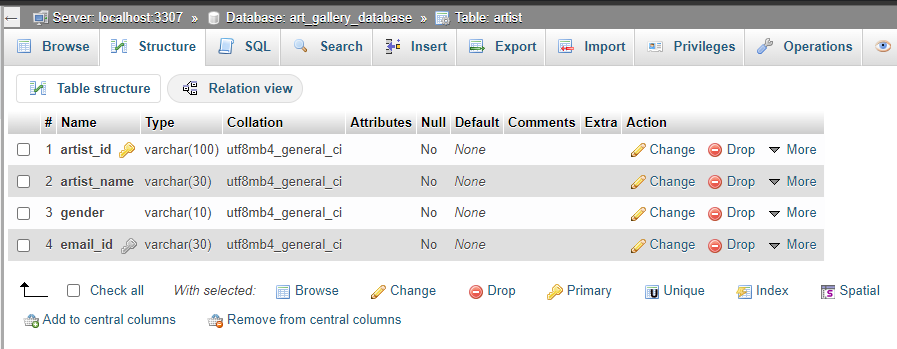 Server: localhost:3307 » Database: art_gallery_database » Table: artist
Browse Structure SQL Search Insert Export Import Privileges Operations
Table structure Relation view
# Name Type Collation Attributes Null Default Comments Extra Action
1 artist_id varchar(100) utf8mb4_general_ci No None Change Drop More
2 artist_name varchar(30) utf8mb4_general_ci No None Change Drop More
3 gender varchar(10) utf8mb4_general_ci No None Change Drop More
4 email_id varchar(30) utf8mb4_general_ci No None Change Drop More
Check all With selected: Browse Change Drop Primary Unique Index Spatial
Add to central columns Remove from central columns